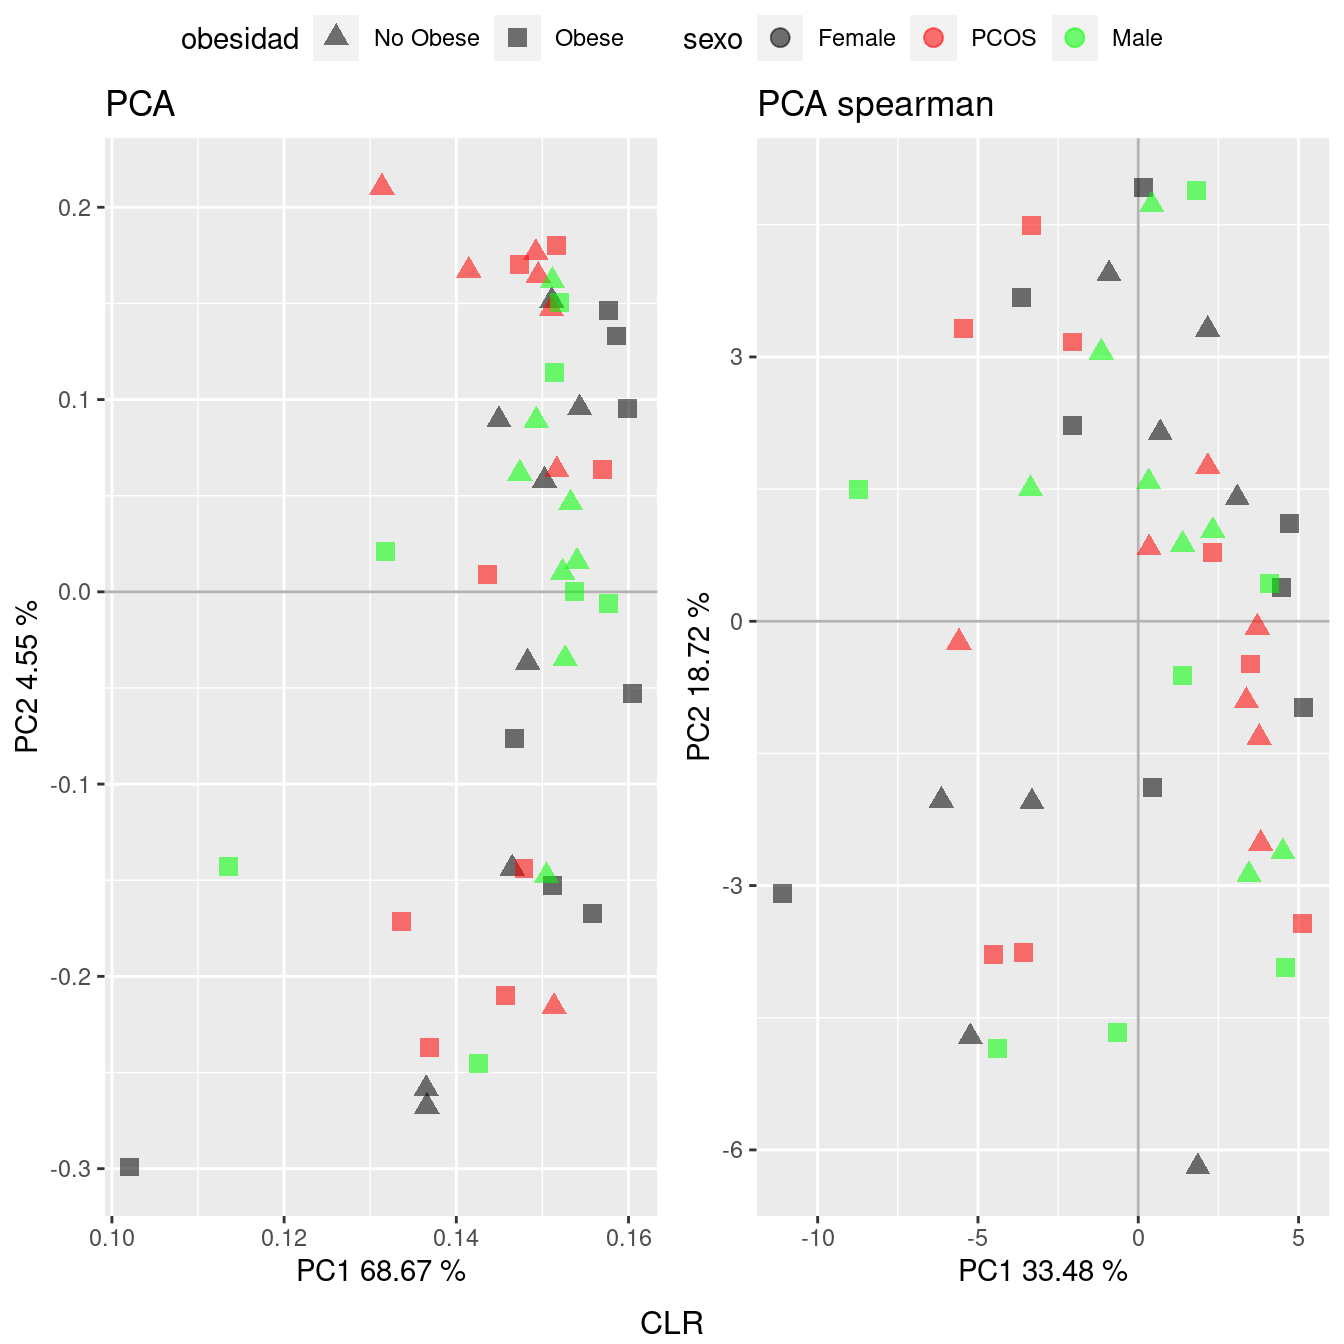 obesidad No Obese Obese sexo Female PCOS Male
PCA
PCA spearman
PC2 4.55 %
0.2
0.1
0.0
-0.1
-0.2
-0.3
0.10 0.12 0.14 0.16
PC1 68.67 %
PC2 18.72 %
3
0
-3
-6
-10 -5 0 5
PC1 33.48 %
CLR